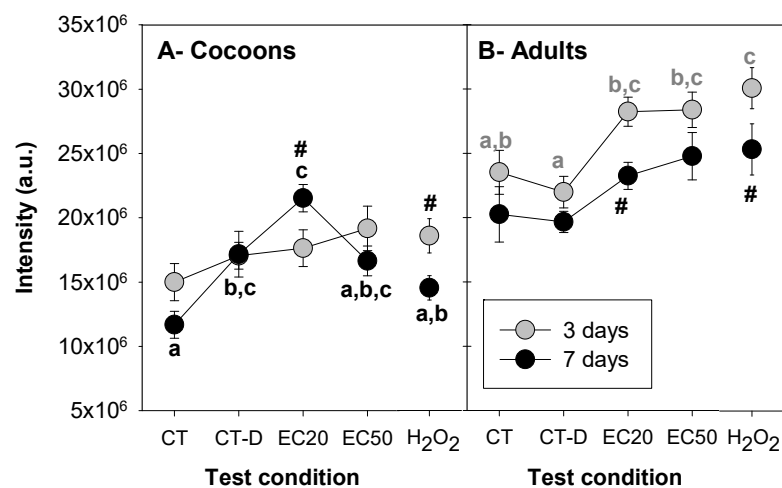 A- Cocoons
B- Adults
Intensity (a.u.)
35x10⁶
30x10⁶
25x10⁶
20x10⁶
15x10⁶
10x10⁶
5x10⁶
#
c
#
a
b,c
a,b,c
a,b
a,b
a
b,c
b,c
c
#
#
3 days
7 days
CT
CT-D
EC20
EC50
H₂O₂
CT
CT-D
EC20
EC50
H₂O₂
Test condition
Test condition